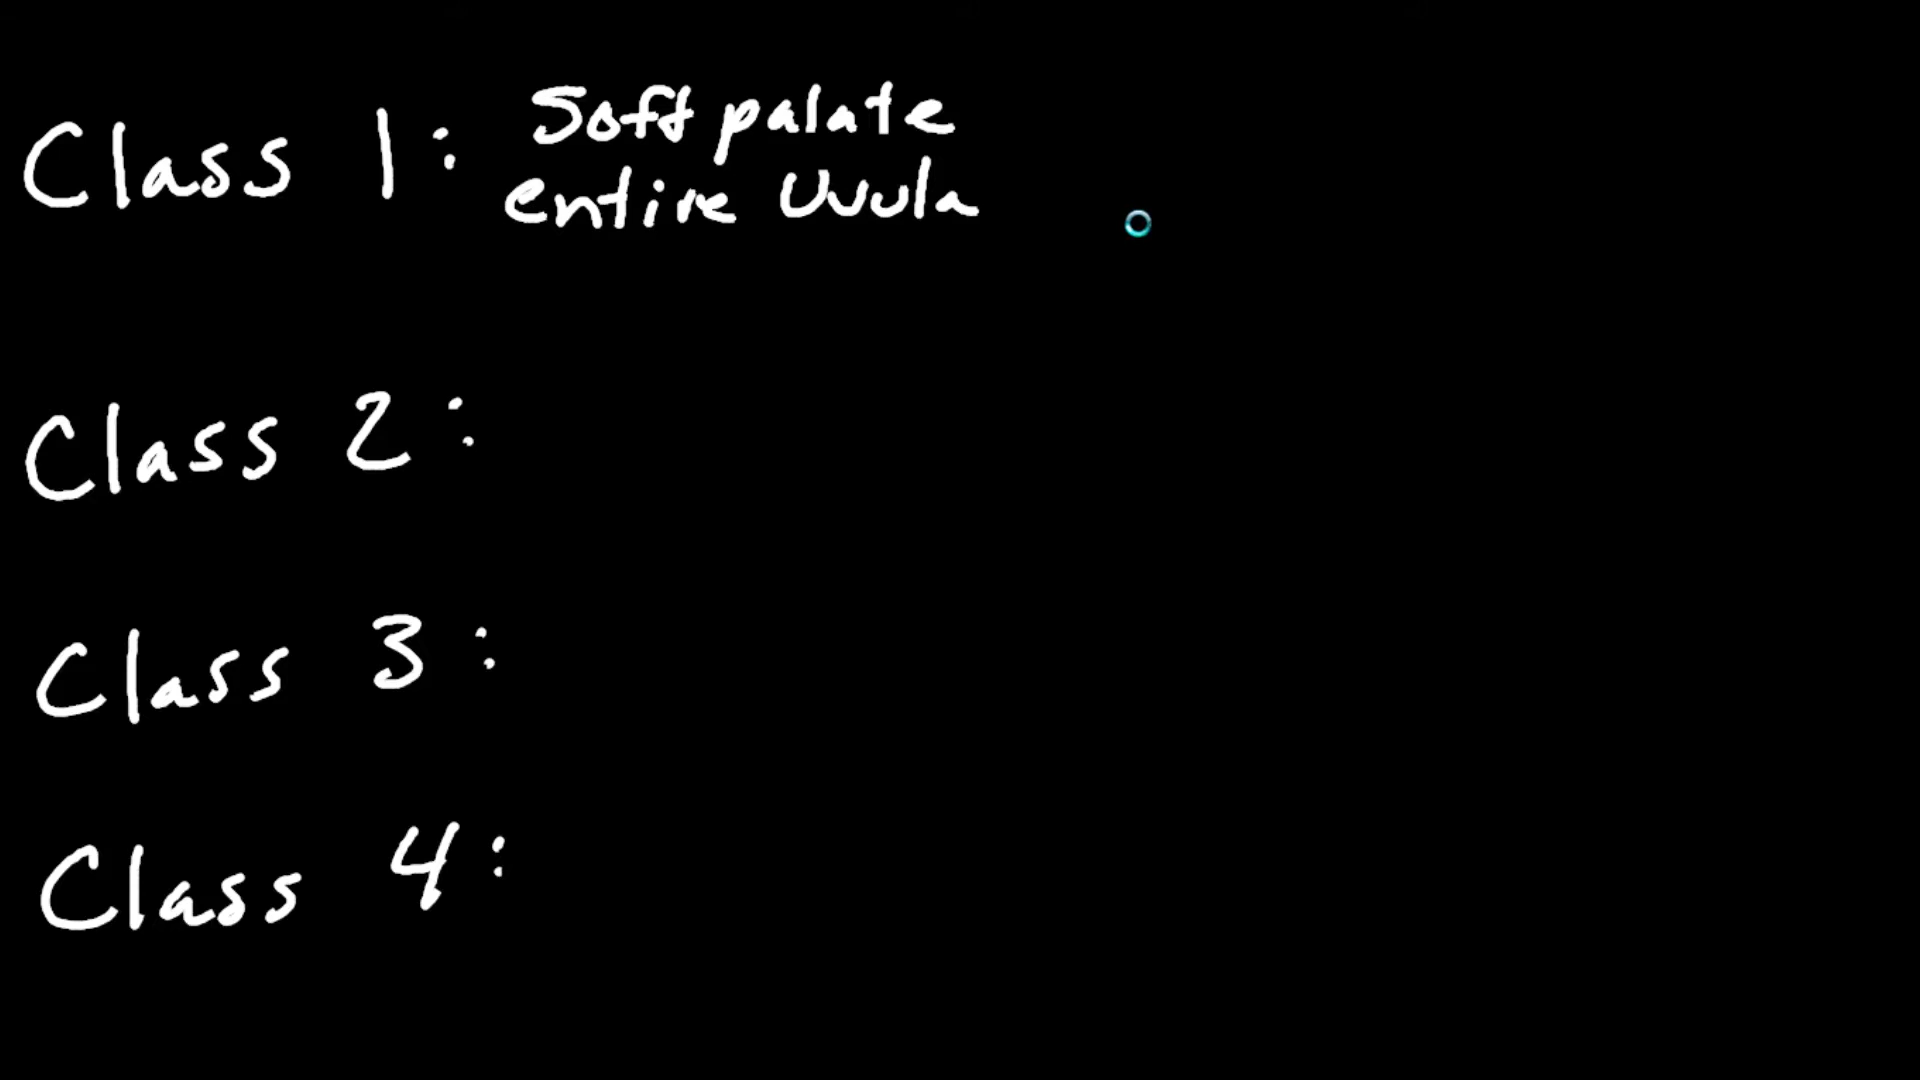 Class 1: Soft palate
entire Uvula
Class 2:
Class 3:
Class 4: